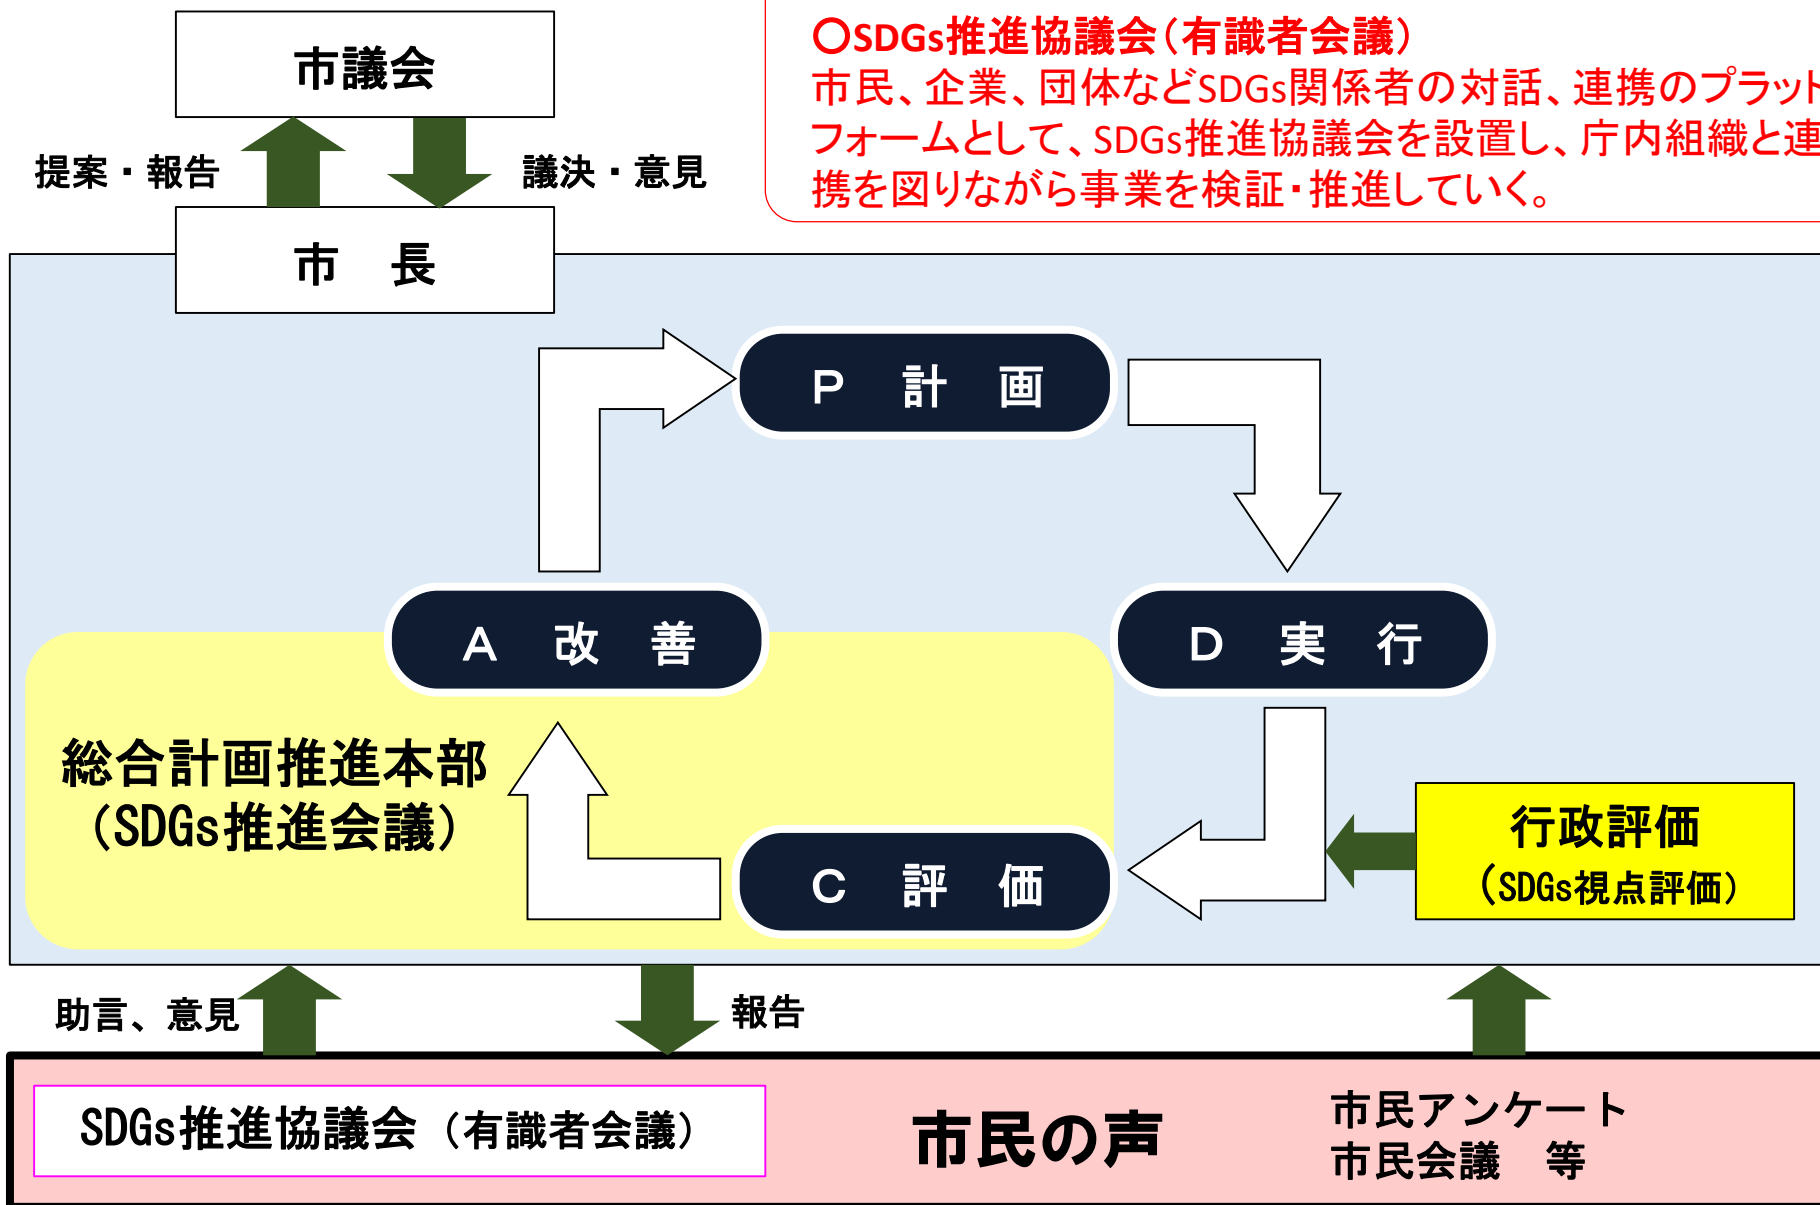 市議会
〇SDGs推進協議会（有識者会議）
市民、企業、団体などSDGs関係者の対話、連携のプラット
フォームとして、SDGs推進協議会を設置し、庁内組織と連
携を図りながら事業を検証・推進していく。
提案・報告
議決・意見
市　長
P　計　画
A　改　善
D　実　行
総合計画推進本部
（SDGs推進会議）
C　評　価
行政評価
（SDGs視点評価）
助言、意見
報告
SDGs推進協議会（有識者会議）
市民の声
市民アンケート
市民会議　等